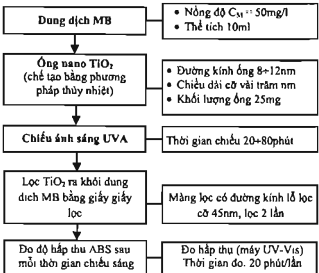 Dung dịch MB
• Nồng độ CM = 50mg/l
• Thể tích 10ml
Ống nano TiO2
(chế tạo bằng phương
pháp thủy nhiệt)
• Đường kính ống 8÷12nm
• Chiều dài cỡ vài trăm nm
• Khối lượng ống 25mg
Chiếu ánh sáng UVA
Thời gian chiếu 20÷80phút
Lọc TiO2 ra khỏi dung
dich MB bằng giấy giấy
lọc
Màng lọc có đường kính lỗ lọc
cỡ 45nm, lọc 2 lần
Đo độ hấp thu ABS sau
mỗi thời gian chiếu sáng
Đo hấp thụ (máy UV-Vis)
Thời gian đo. 20 phút/lần